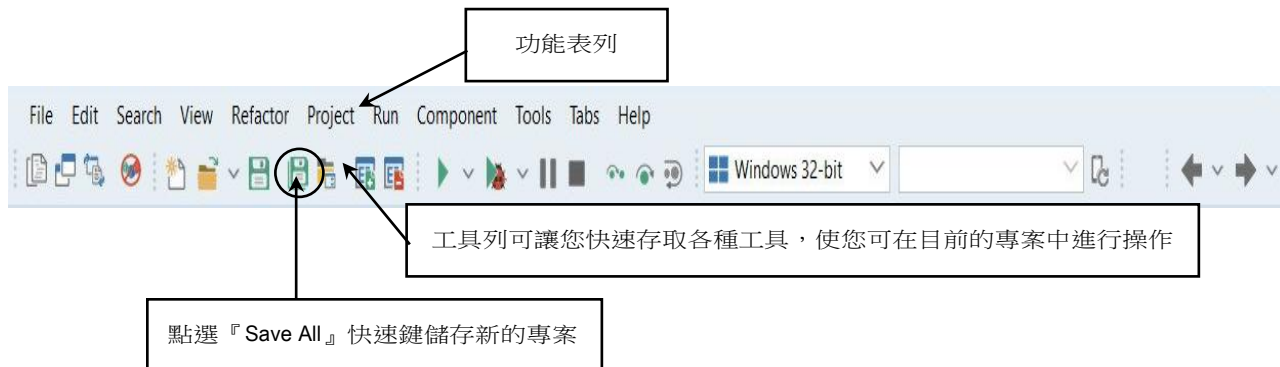 功能表列
File Edit Search View Refactor Project Run Component Tools Tabs Help
Windows 32-bit
工具列可讓您快速存取各種工具，使您可在目前的專案中進行操作
點選『Save All』快速鍵儲存新的專案